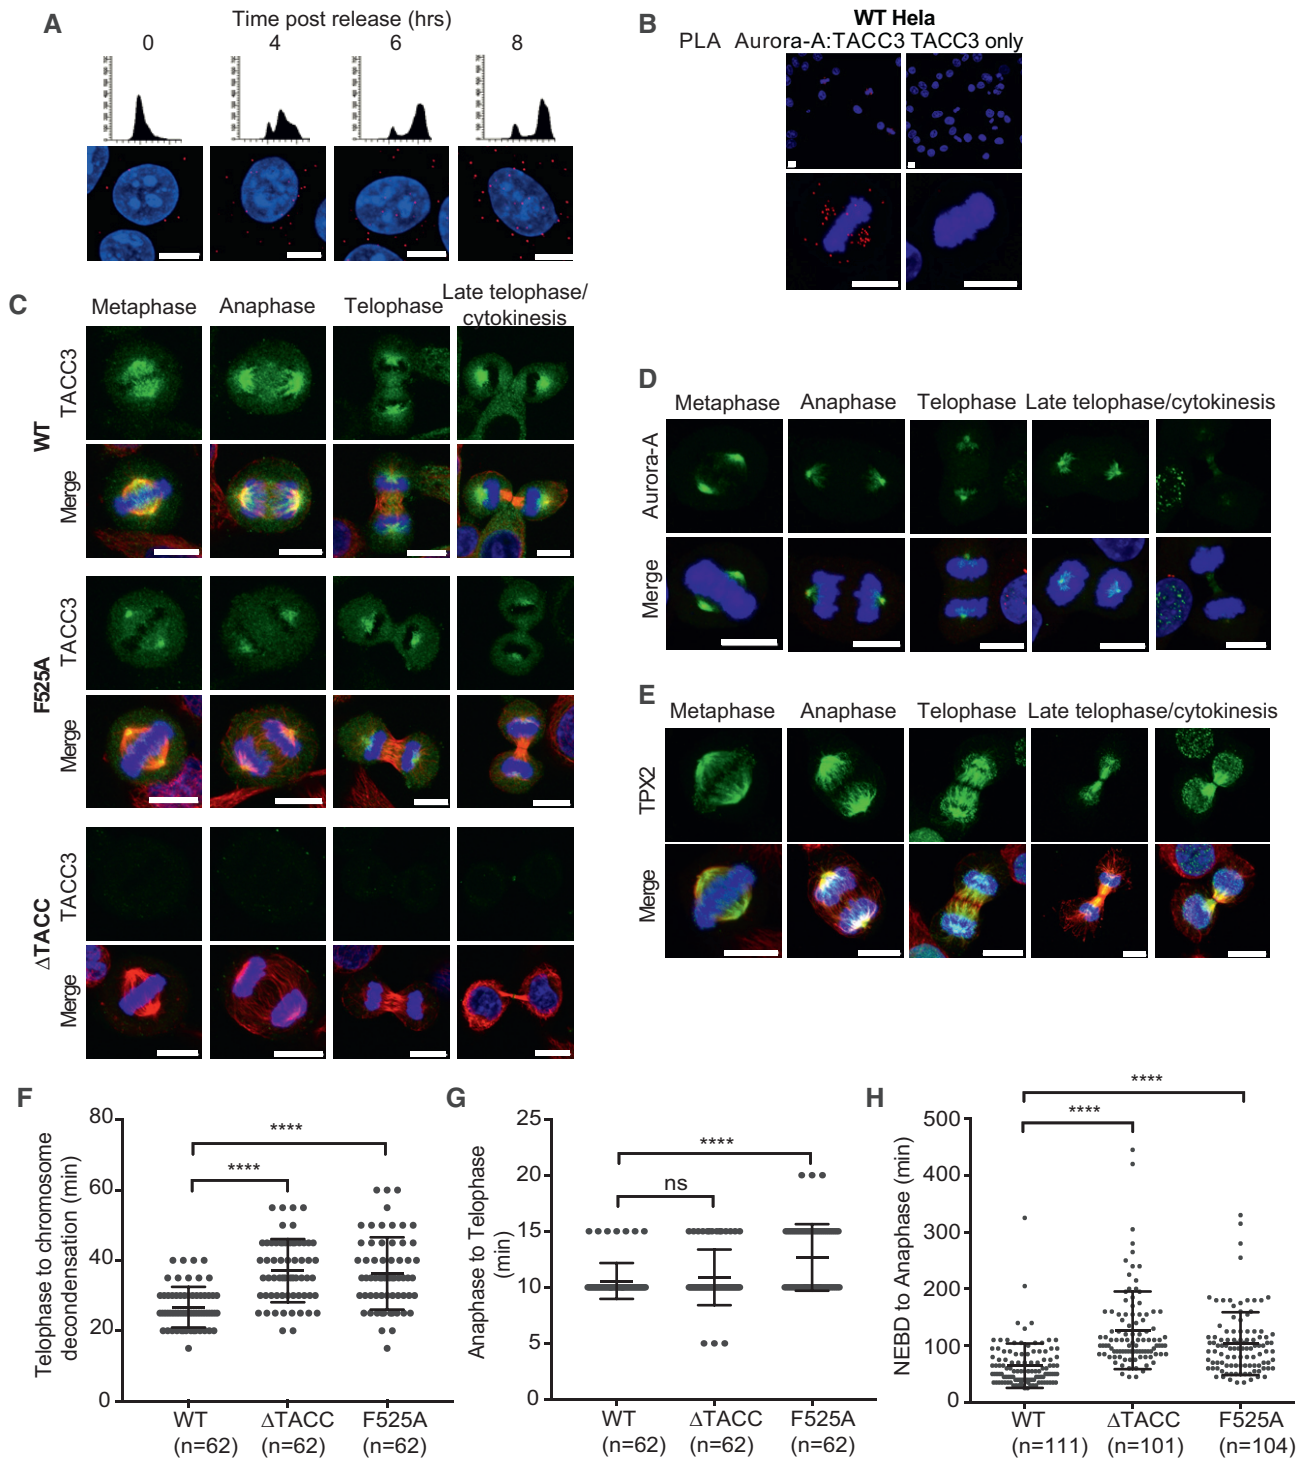 A
Time post release (hrs)
0 4 6 8
B
WT Hela
PLA Aurora-A:TACC3 TACC3 only
C
Metaphase Anaphase Telophase Late telophase/
cytokinesis
WT
TACC3
Merge
F525A
TACC3
Merge
ΔTACC
TACC3
Merge
D
Metaphase Anaphase Telophase Late telophase/cytokinesis
Aurora-A
Merge
E
Metaphase Anaphase Telophase Late telophase/cytokinesis
TPX2
Merge
F
Telophase to chromosome
decondensation (min)
80
60
40
20
0
****
****
WT ΔTACC F525A
(n=62) (n=62) (n=62)
G
Anaphase to Telophase
(min)
25
20
15
10
5
0
****
ns
WT ΔTACC F525A
(n=62) (n=62) (n=62)
H
NEBD to Anaphase (min)
500
400
300
200
100
0
****
****
WT ΔTACC F525A
(n=111) (n=101) (n=104)